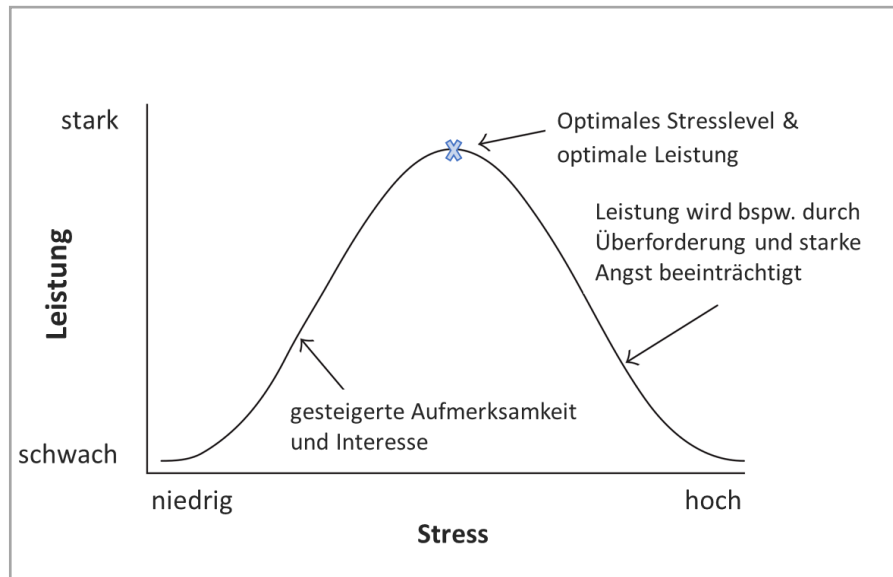 stark
Optimales Stresslevel &
optimale Leistung
Leistung wird bspw. durch
Überforderung und starke
Angst beeinträchtigt
Leistung
gesteigerte Aufmerksamkeit
und Interesse
schwach
niedrig
hoch
Stress